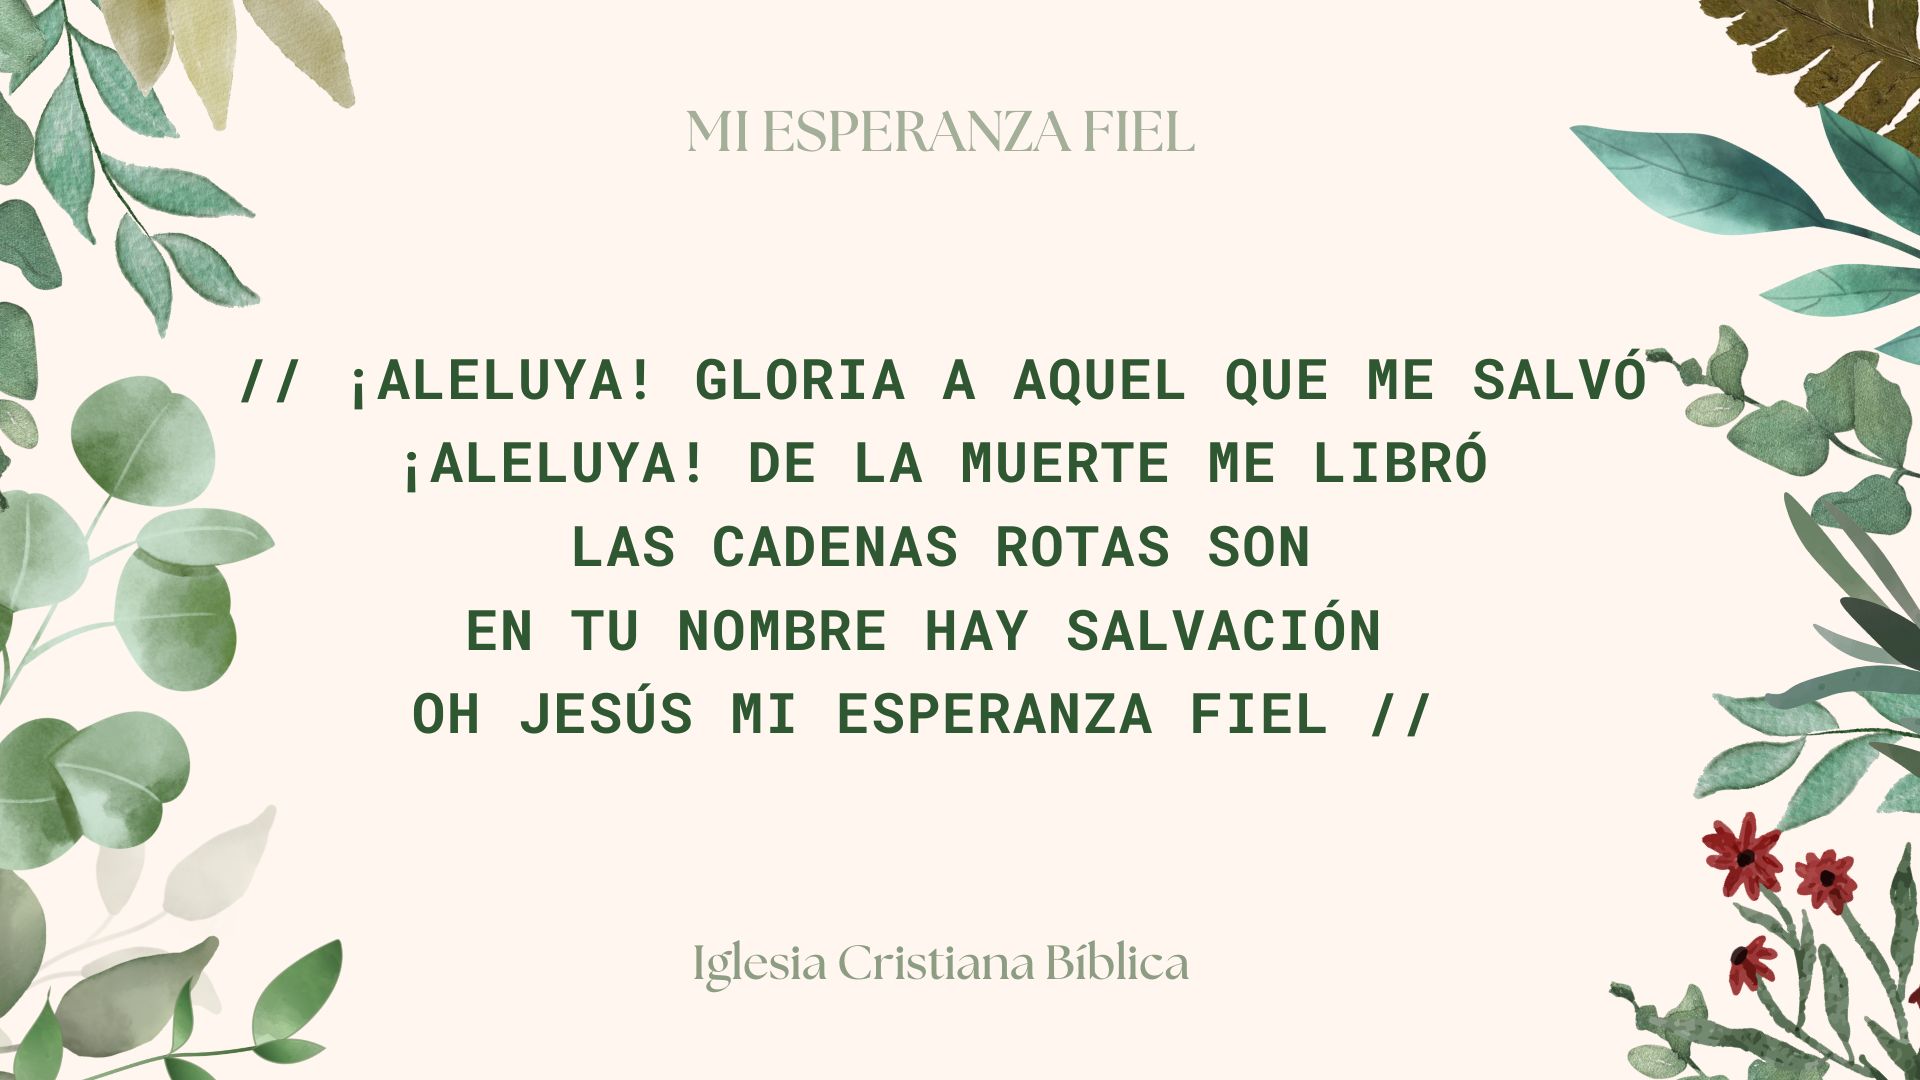 MI ESPERANZA FIEL
// ¡ALELUYA! GLORIA A AQUEL QUE ME SALVÓ
¡ALELUYA! DE LA MUERTE ME LIBRÓ
LAS CADENAS ROTAS SON
EN TU NOMBRE HAY SALVACIÓN
OH JESÚS MI ESPERANZA FIEL //
Iglesia Cristiana Bíblica